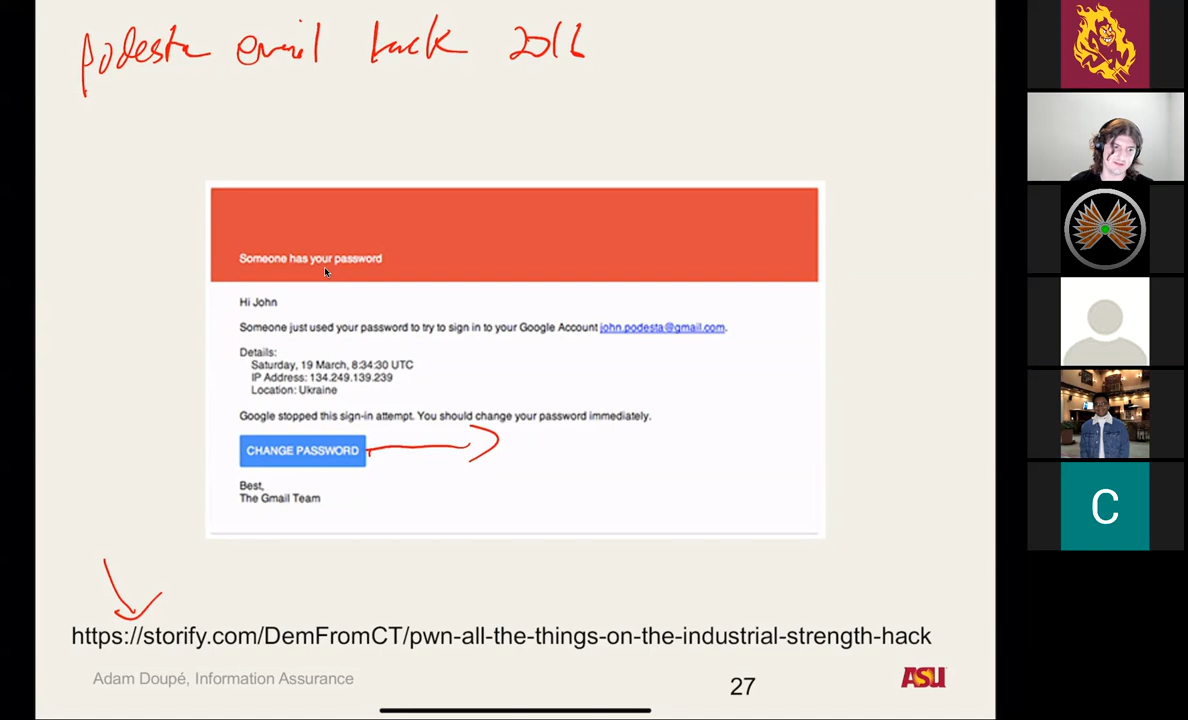 podesta email hack 2016
Someone has your password
Hi John
Someone just used your password to try to sign in to your Google Account john.podesta@gmail.com.
Details:
Saturday, 19 March, 8:34:30 UTC
IP Address: 134.249.139.239
Location: Ukraine
Google stopped this sign-in attempt. You should change your password immediately.
CHANGE PASSWORD
Best,
The Gmail Team
https://storify.com/DemFromCT/pwn-all-the-things-on-the-industrial-strength-hack
Adam Doupé, Information Assurance
27
ASU
C